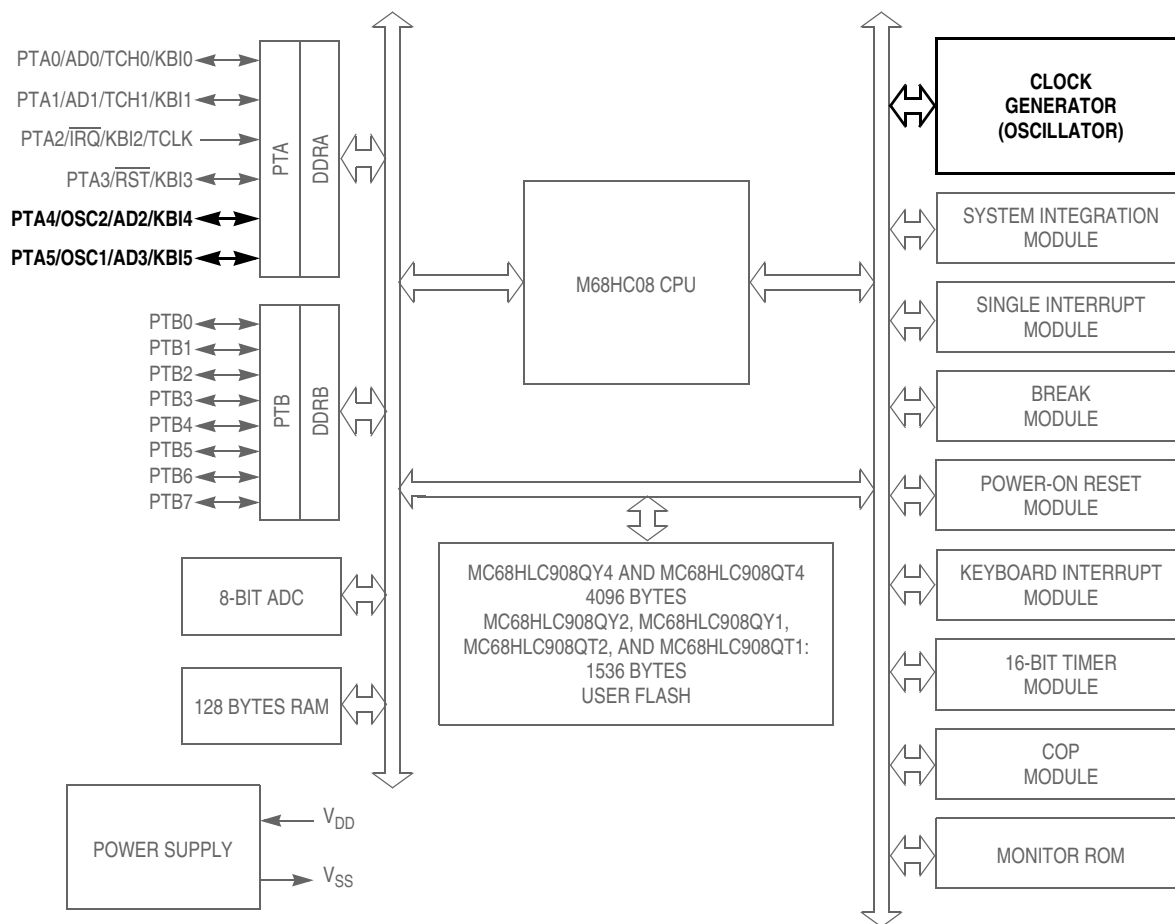 PTA0/AD0/TCH0/KBI0
PTA1/AD1/TCH1/KBI1
PTA2/I̅R̅Q̅/KBI2/TCLK
PTA3/R̅S̅T̅/KBI3
PTA4/OSC2/AD2/KBI4
PTA5/OSC1/AD3/KBI5
PTA
DDRA
PTB0
PTB1
PTB2
PTB3
PTB4
PTB5
PTB6
PTB7
PTB
DDRB
8-BIT ADC
128 BYTES RAM
POWER SUPPLY
VDD
VSS
M68HC08 CPU
MC68HLC908QY4 AND MC68HLC908QT4
4096 BYTES
MC68HLC908QY2, MC68HLC908QY1,
MC68HLC908QT2, AND MC68HLC908QT1:
1536 BYTES
USER FLASH
CLOCK
GENERATOR
(OSCILLATOR)
SYSTEM INTEGRATION
MODULE
SINGLE INTERRUPT
MODULE
BREAK
MODULE
POWER-ON RESET
MODULE
KEYBOARD INTERRUPT
MODULE
16-BIT TIMER
MODULE
COP
MODULE
MONITOR ROM